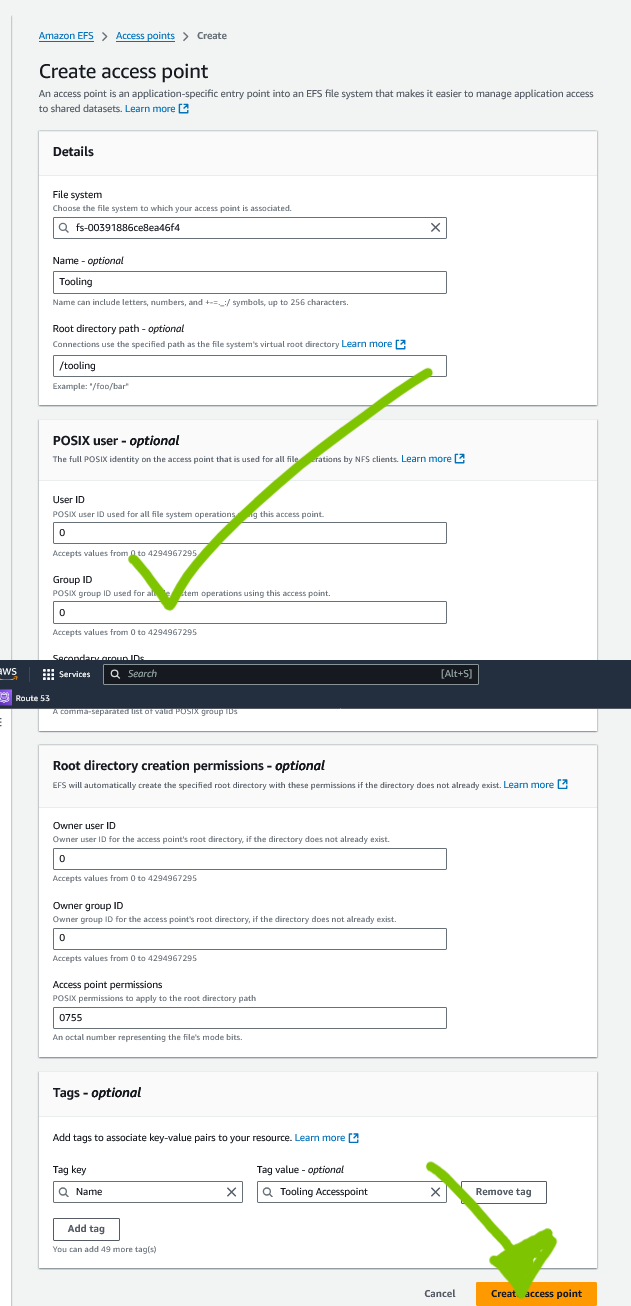 Amazon EFS > Access points > Create
Create access point
An access point is an application-specific entry point into an EFS file system that makes it easier to manage application access
to shared datasets. Learn more
Details
File system
Choose the file system to which your access point is associated.
fs-00391886ce8ea46f4
Name - optional
Tooling
Name can include letters, numbers, and +-=._:/ symbols, up to 256 characters.
Root directory path - optional
Connections use the specified path as the file system's virtual root directory Learn more
/tooling
Example: "/foo/bar"
POSIX user - optional
The full POSIX identity on the access point that is used for all file operations by NFS clients. Learn more
User ID
POSIX user ID used for all file system operations using this access point.
0
Accepts values from 0 to 4294967295
Group ID
POSIX group ID used for all file system operations using this access point.
0
Accepts values from 0 to 4294967295
Secondary group IDs
aws Services Search [Alt+S]
Route 53
A comma-separated list of valid POSIX group IDs
Root directory creation permissions - optional
EFS will automatically create the specified root directory with these permissions if the directory does not already exist. Learn more
Owner user ID
Owner user ID for the access point's root directory, if the directory does not already exist.
0
Accepts values from 0 to 4294967295
Owner group ID
Owner group ID for the access point's root directory, if the directory does not already exist.
0
Accepts values from 0 to 4294967295
Access point permissions
POSIX permissions to apply to the root directory path
0755
An octal number representing the file's mode bits.
Tags - optional
Add tags to associate key-value pairs to your resource. Learn more
Tag key Tag value - optional
Name Tooling Accesspoint Remove tag
Add tag
You can add 49 more tag(s)
Cancel Create access point